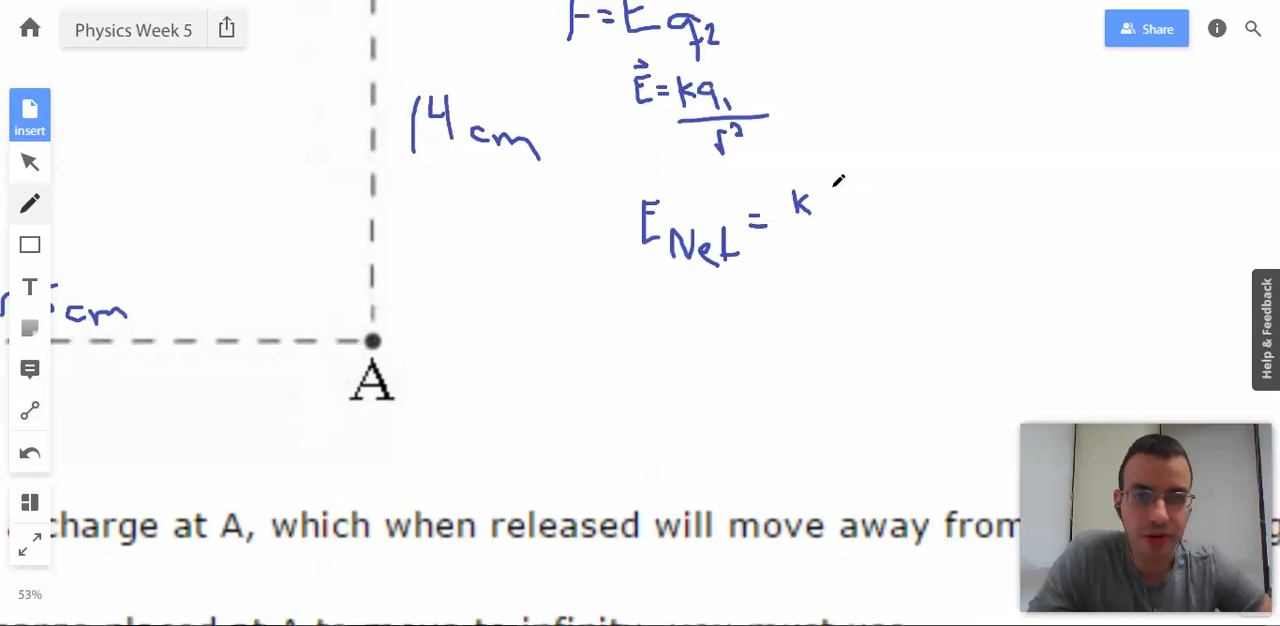 Physics Week 5
Share
F = E q2
insert
E⃗ = kq1
r²
14 cm
k
E Net =
T
5 cm
Help & Feedback
A
charge at A, which when released will move away from
53%